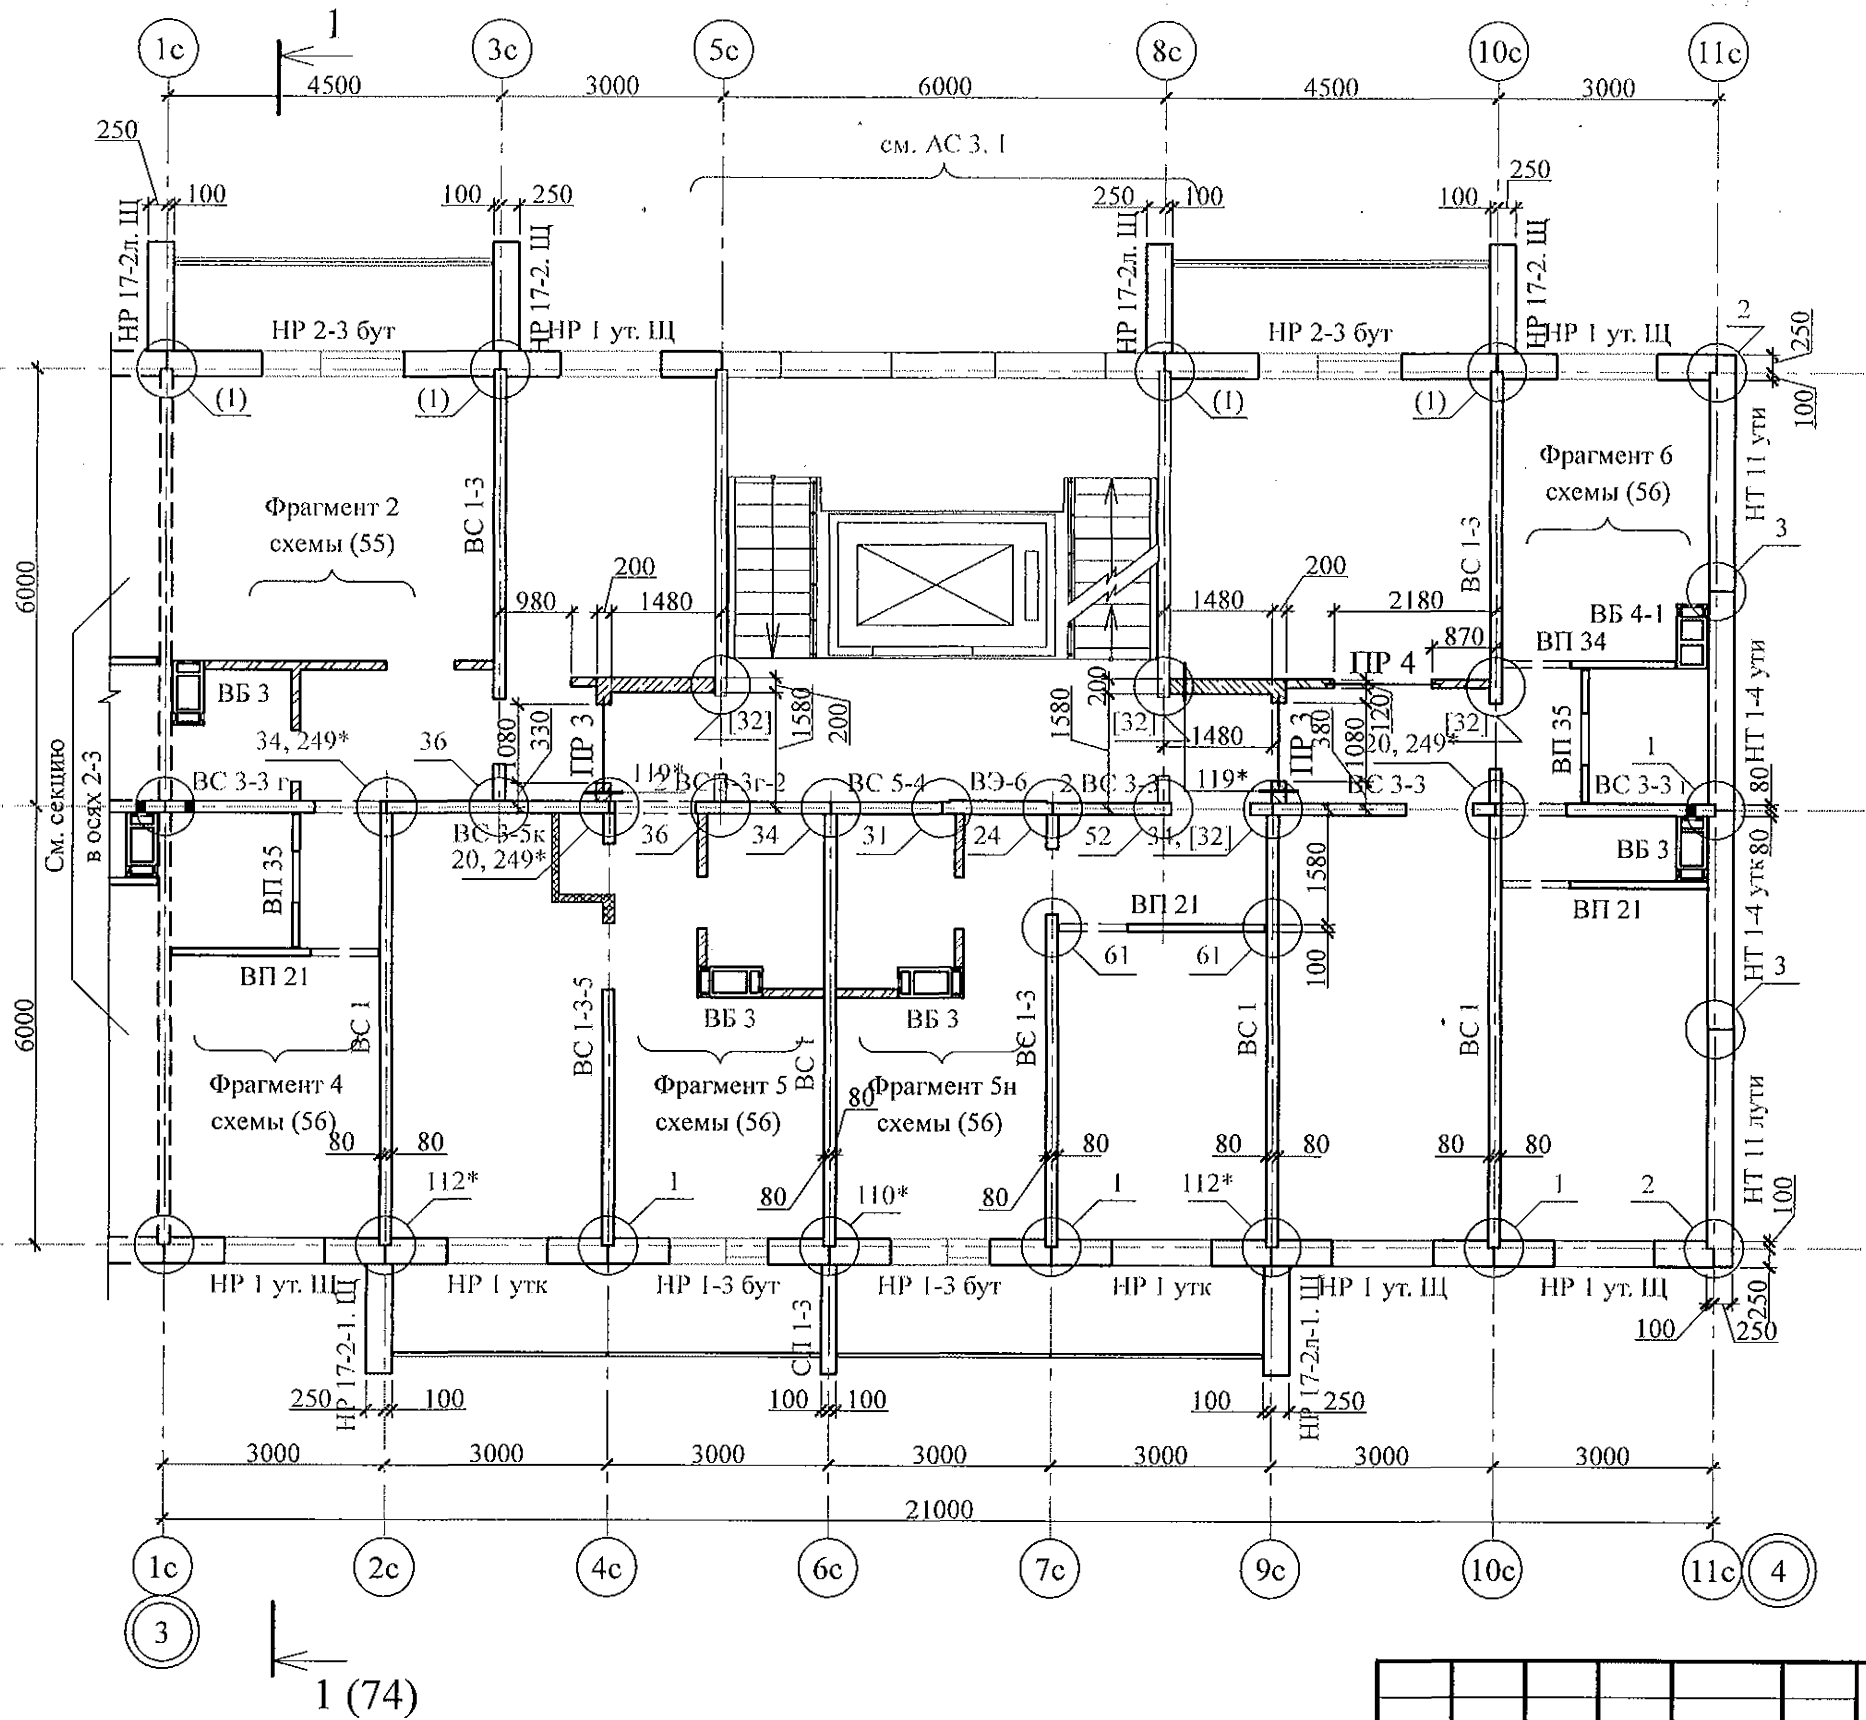 1
1с
3с
5с
8с
10с
11с
4500
3000
6000
4500
3000
см. АС 3. 1
250
100
100
250
250
100
100
250
НР 17-2л. Щ
НР 17-2. Щ
НР 17-2л. Щ
НР 17-2. Щ
НР 2-3 бут
НР 1 ут. Щ
НР 2-3 бут
НР 1 ут. Щ
2
250
100
(1)
(1)
(1)
(1)
НТ 11 ути
Фрагмент 2
схемы (55)
ВС 1-3
Фрагмент 6
схемы (56)
ВС 1-3
3
6000
980
200
1480
1480
200
2180
870
ВБ 4-1
ВП 34
ПР 4
ВБ 3
34, 249*
36
1080
330
ПР 3
[32]
1580
200
1580
200
[32]
1480
ПР 3
380
1080
120
[32]
20, 249*
ВП 35
НТ 1-4 ути
1
80
80
См. секцию
в осях 2-3
ВС 3-3 г
119*
ВС 5-4
ВЭ-6
2
ВС 3-3
119*
ВС 3-3
ВС 3-3 г
ВС 3-5к
20, 249*
36
34
31
24
52
34, [32]
ВБ 3
ВП 35
1580
100
ВП 21
61
61
ВП 21
НТ 1-4 утк
3
ВП 21
6000
ВС 1
ВС 1-3-5
ВБ 3
ВБ 3
ВС 1
ВС 1-3
ВС 1
ВС 1
Фрагмент 4
схемы (56)
Фрагмент 5
схемы (56)
Фрагмент 5н
схемы (56)
80
80
80
80
80
80
80
80
80
80
НТ 11 лути
100
112*
1
110*
1
112*
1
2
НР 1 ут. Щ
НР 1 утк
НР 1-3 бут
НР 1-3 бут
НР 1 утк
НР 1 ут. Щ
НР 1 ут. Щ
250
100
250
НР 17-2-1. Щ
СП 1-3
НР 17-2л-1. Щ
250
100
100
100
100
250
3000
3000
3000
3000
3000
3000
3000
21000
1с
2с
4с
6с
7с
9с
10с
11с
4
3
1 (74)